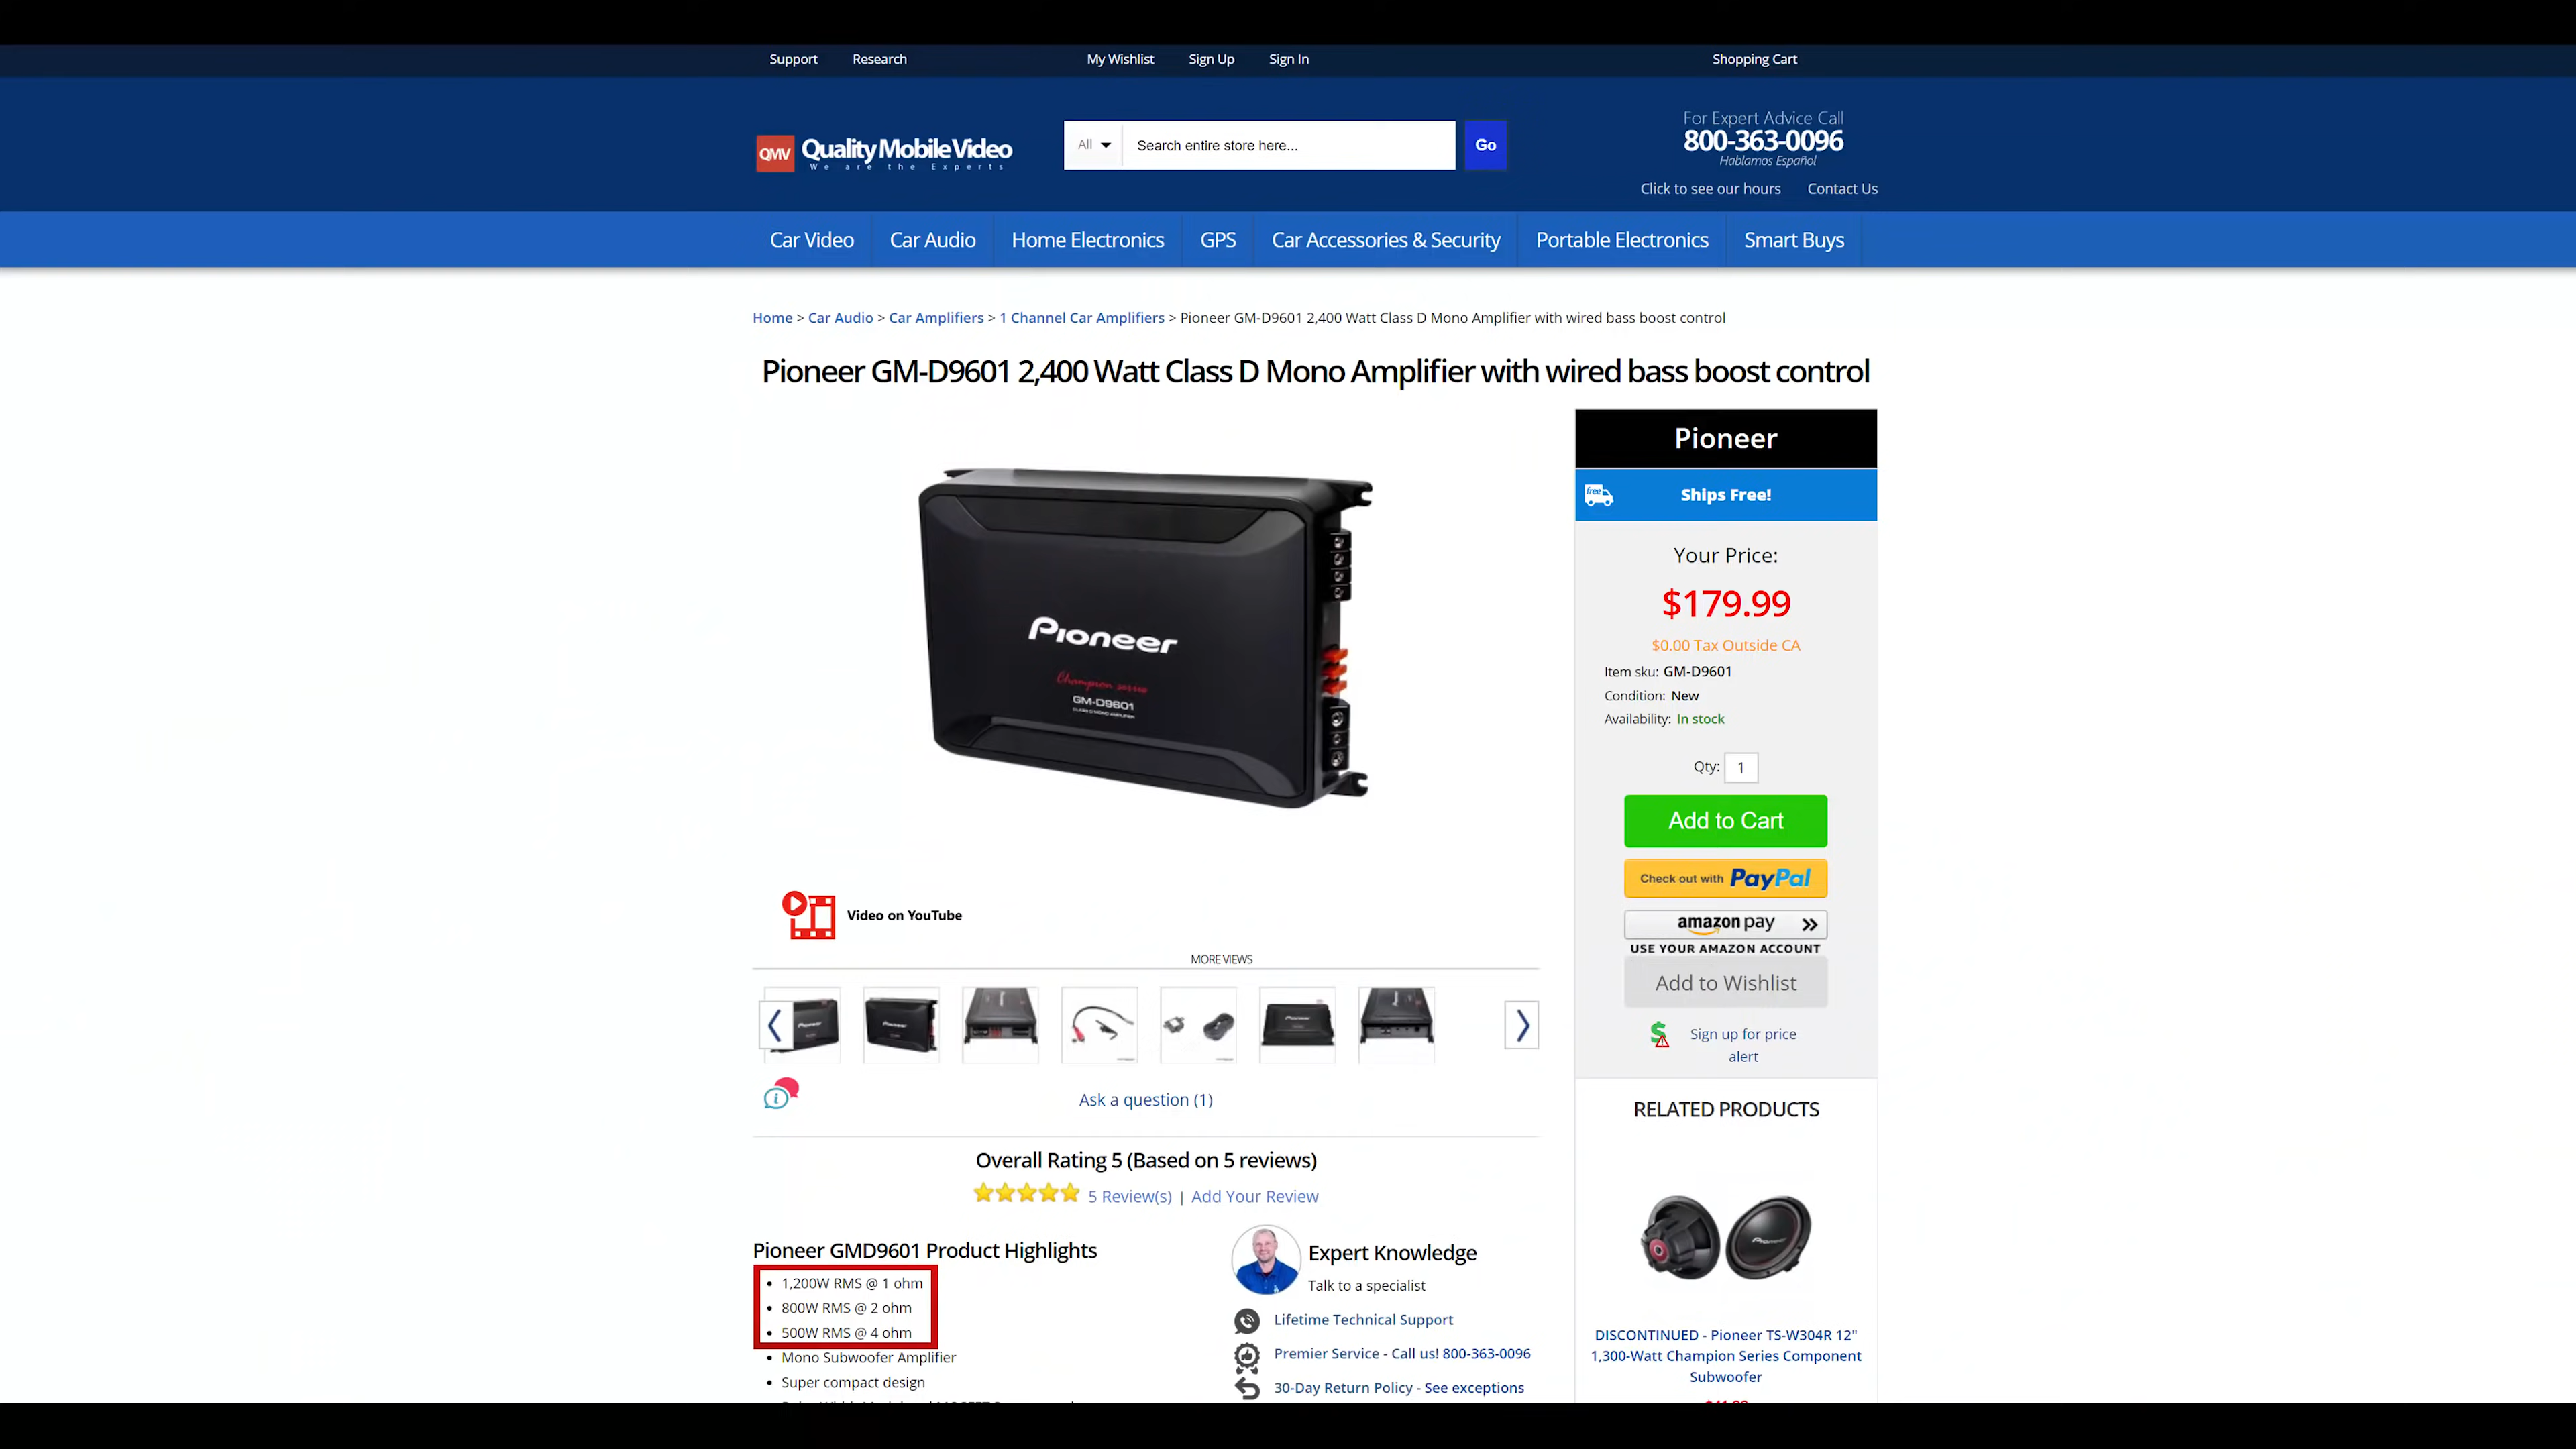 Support Research My Wishlist Sign Up Sign In Shopping Cart
QMV Quality Mobile Video
We are the Experts
All Search entire store here... Go
For Expert Advice Call
800-363-0096
Hablamos Español
Click to see our hours Contact Us
Car Video Car Audio Home Electronics GPS Car Accessories & Security Portable Electronics Smart Buys
Home > Car Audio > Car Amplifiers > 1 Channel Car Amplifiers > Pioneer GM-D9601 2,400 Watt Class D Mono Amplifier with wired bass boost control
Pioneer GM-D9601 2,400 Watt Class D Mono Amplifier with wired bass boost control
Pioneer
Champion series
GM-D9601
CLASS D MONO AMPLIFIER
Video on YouTube
MORE VIEWS
Ask a question (1)
Overall Rating 5 (Based on 5 reviews)
5 Review(s) | Add Your Review
Pioneer GMD9601 Product Highlights
• 1,200W RMS @ 1 ohm
• 800W RMS @ 2 ohm
• 500W RMS @ 4 ohm
• Mono Subwoofer Amplifier
• Super compact design
Expert Knowledge
Talk to a specialist
Lifetime Technical Support
Premier Service - Call us! 800-363-0096
30-Day Return Policy - See exceptions
Pioneer
free Ships Free!
Your Price:
$179.99
$0.00 Tax Outside CA
Item sku: GM-D9601
Condition: New
Availability: In stock
Qty: 1
Add to Cart
Check out with PayPal
amazon pay
USE YOUR AMAZON ACCOUNT
Add to Wishlist
Sign up for price
alert
RELATED PRODUCTS
DISCONTINUED - Pioneer TS-W304R 12"
1,300-Watt Champion Series Component
Subwoofer